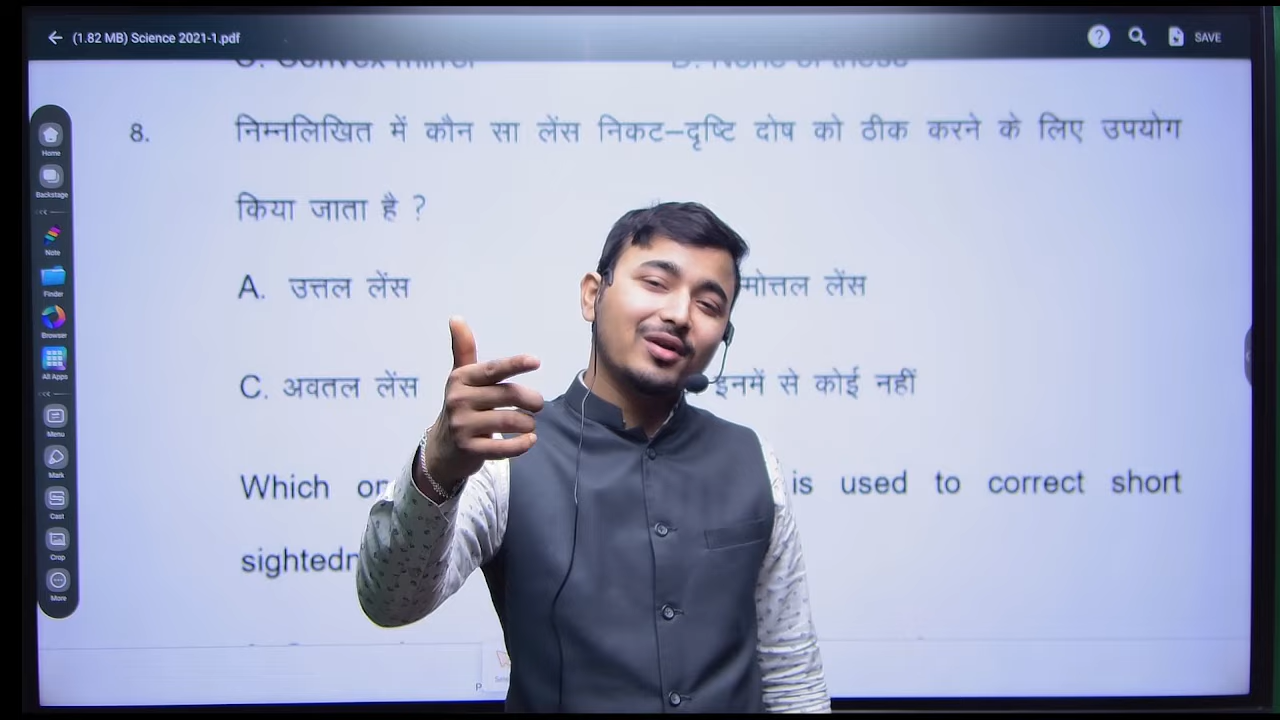 (1.82 MB) Science 2021-1.pdf
SAVE
8. निम्नलिखित में कौन सा लेंस निकट–दृष्टि दोष को ठीक करने के लिए उपयोग
किया जाता है ?
A. उत्तल लेंस मोत्तल लेंस
C. अवतल लेंस इनमें से कोई नहीं
Which is used to correct short
Home
Backstage
Note
Finder
Browser
All Apps
Menu
Mark
Cast
Crop
More